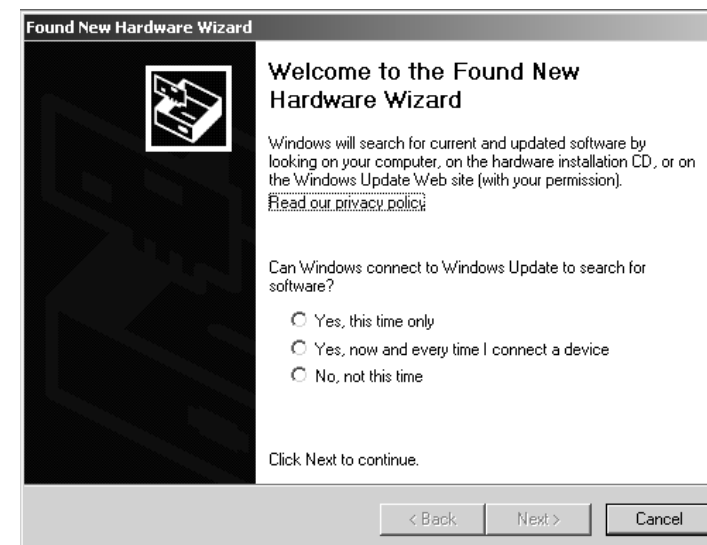 Found New Hardware Wizard
Welcome to the Found New
Hardware Wizard
Windows will search for current and updated software by
looking on your computer, on the hardware installation CD, or on
the Windows Update Web site (with your permission).
Read our privacy policy
Can Windows connect to Windows Update to search for
software?
Yes, this time only
Yes, now and every time I connect a device
No, not this time
Click Next to continue.
< Back Next > Cancel